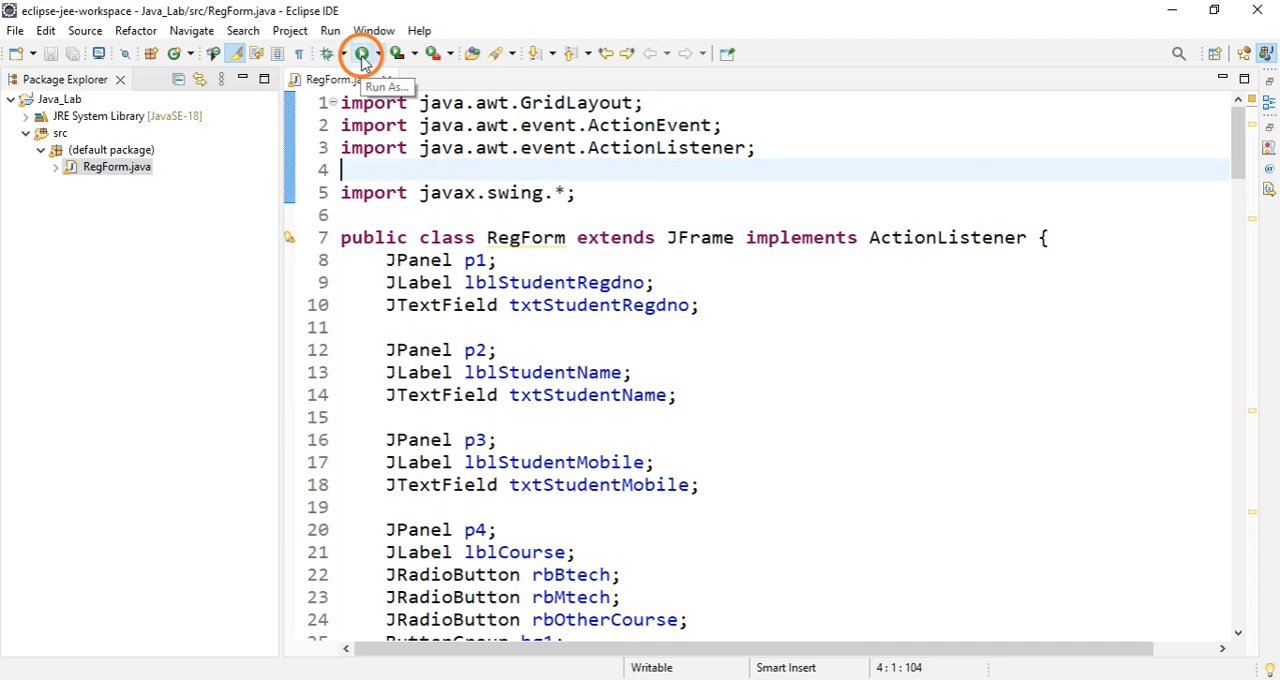 eclipse-jee-workspace - Java_Lab/src/RegForm.java - Eclipse IDE
File Edit Source Refactor Navigate Search Project Run Window Help
Package Explorer
RegForm.ja
Run As...
Java_Lab
JRE System Library [JavaSE-18]
src
(default package)
RegForm.java
1 import java.awt.GridLayout;
2 import java.awt.event.ActionEvent;
3 import java.awt.event.ActionListener;
4
5 import javax.swing.*;
6
7 public class RegForm extends JFrame implements ActionListener {
8 JPanel p1;
9 JLabel lblStudentRegdno;
10 JTextField txtStudentRegdno;
11
12 JPanel p2;
13 JLabel lblStudentName;
14 JTextField txtStudentName;
15
16 JPanel p3;
17 JLabel lblStudentMobile;
18 JTextField txtStudentMobile;
19
20 JPanel p4;
21 JLabel lblCourse;
22 JRadioButton rbBtech;
23 JRadioButton rbMtech;
24 JRadioButton rbOtherCourse;
25 ButtonGroup bg1;
Writable Smart Insert 4 : 1 : 104